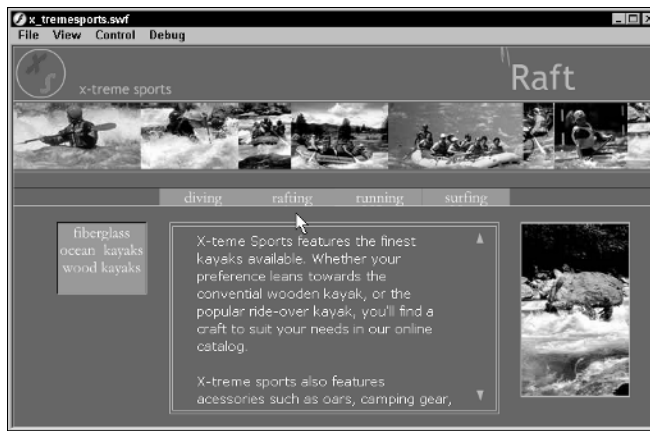 x_tremesports.swf
File View Control Debug
XS
x-treme sports
Raft
diving rafting running surfing
fiberglass
ocean kayaks
wood kayaks
X-teme Sports features the finest
kayaks available. Whether your
preference leans towards the
convential wooden kayak, or the
popular ride-over kayak, you'll find a
craft to suit your needs in our online
catalog.
X-treme sports also features
acessories such as oars, camping gear,